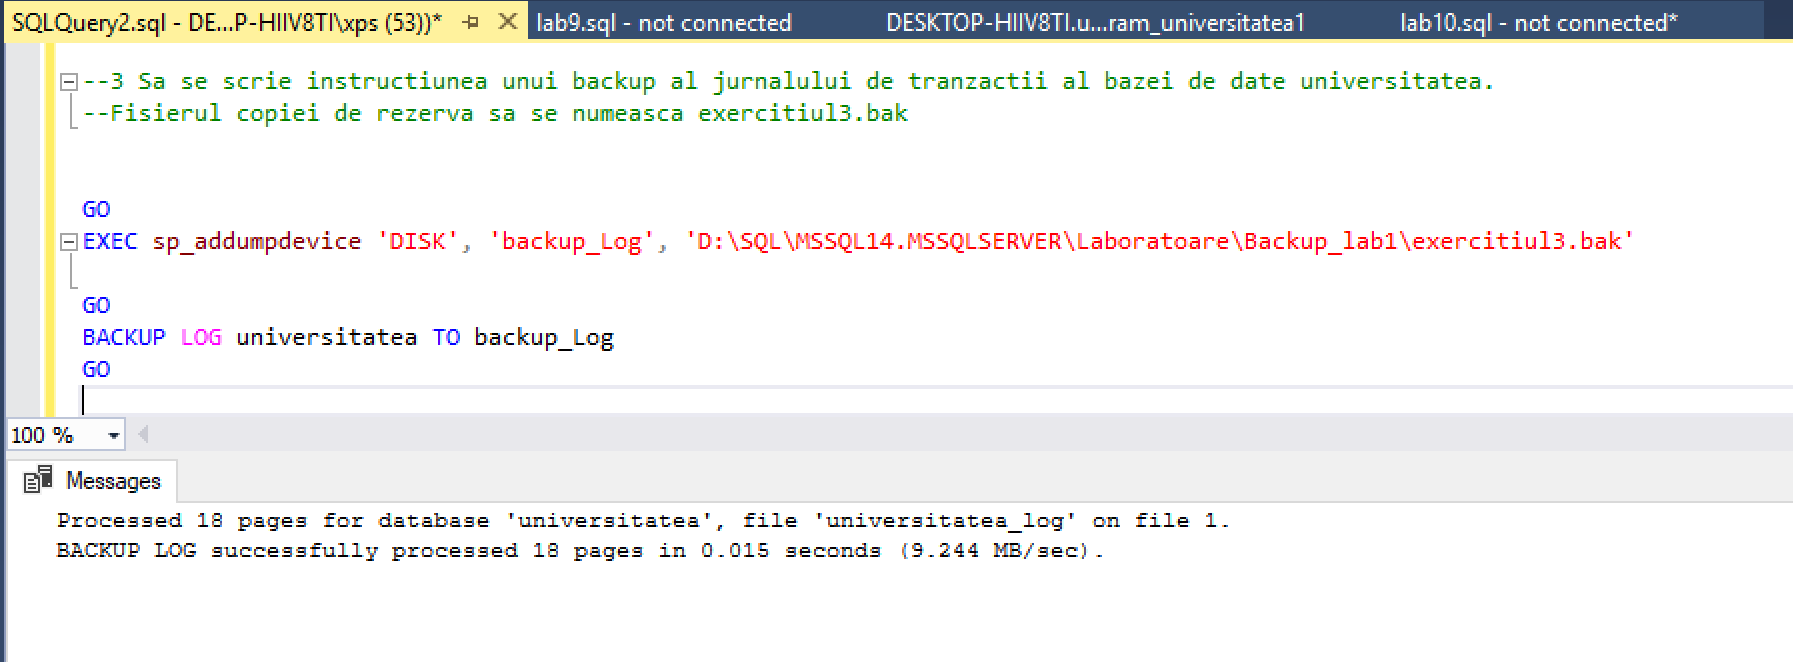 SQLQuery2.sql - DE...P-HIIV8TI\xps (53))* lab9.sql - not connected DESKTOP-HIIV8TI.u...ram_universitatea1 lab10.sql - not connected*
--3 Sa se scrie instructiunea unui backup al jurnalului de tranzactii al bazei de date universitatea.
--Fisierul copiei de rezerva sa se numeasca exercitiul3.bak
GO
EXEC sp_addumpdevice 'DISK', 'backup_Log', 'D:\SQL\MSSQL14.MSSQLSERVER\Laboratoare\Backup_lab1\exercitiul3.bak'
GO
BACKUP LOG universitatea TO backup_Log
GO
100 %
Messages
Processed 18 pages for database 'universitatea', file 'universitatea_log' on file 1.
BACKUP LOG successfully processed 18 pages in 0.015 seconds (9.244 MB/sec).